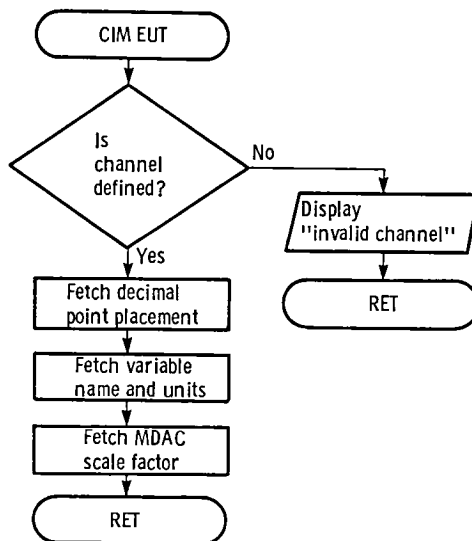 CIM EUT
Is
channel
defined?
No
Yes
Display
"invalid channel"
RET
Fetch decimal
point placement
Fetch variable
name and units
Fetch MDAC
scale factor
RET